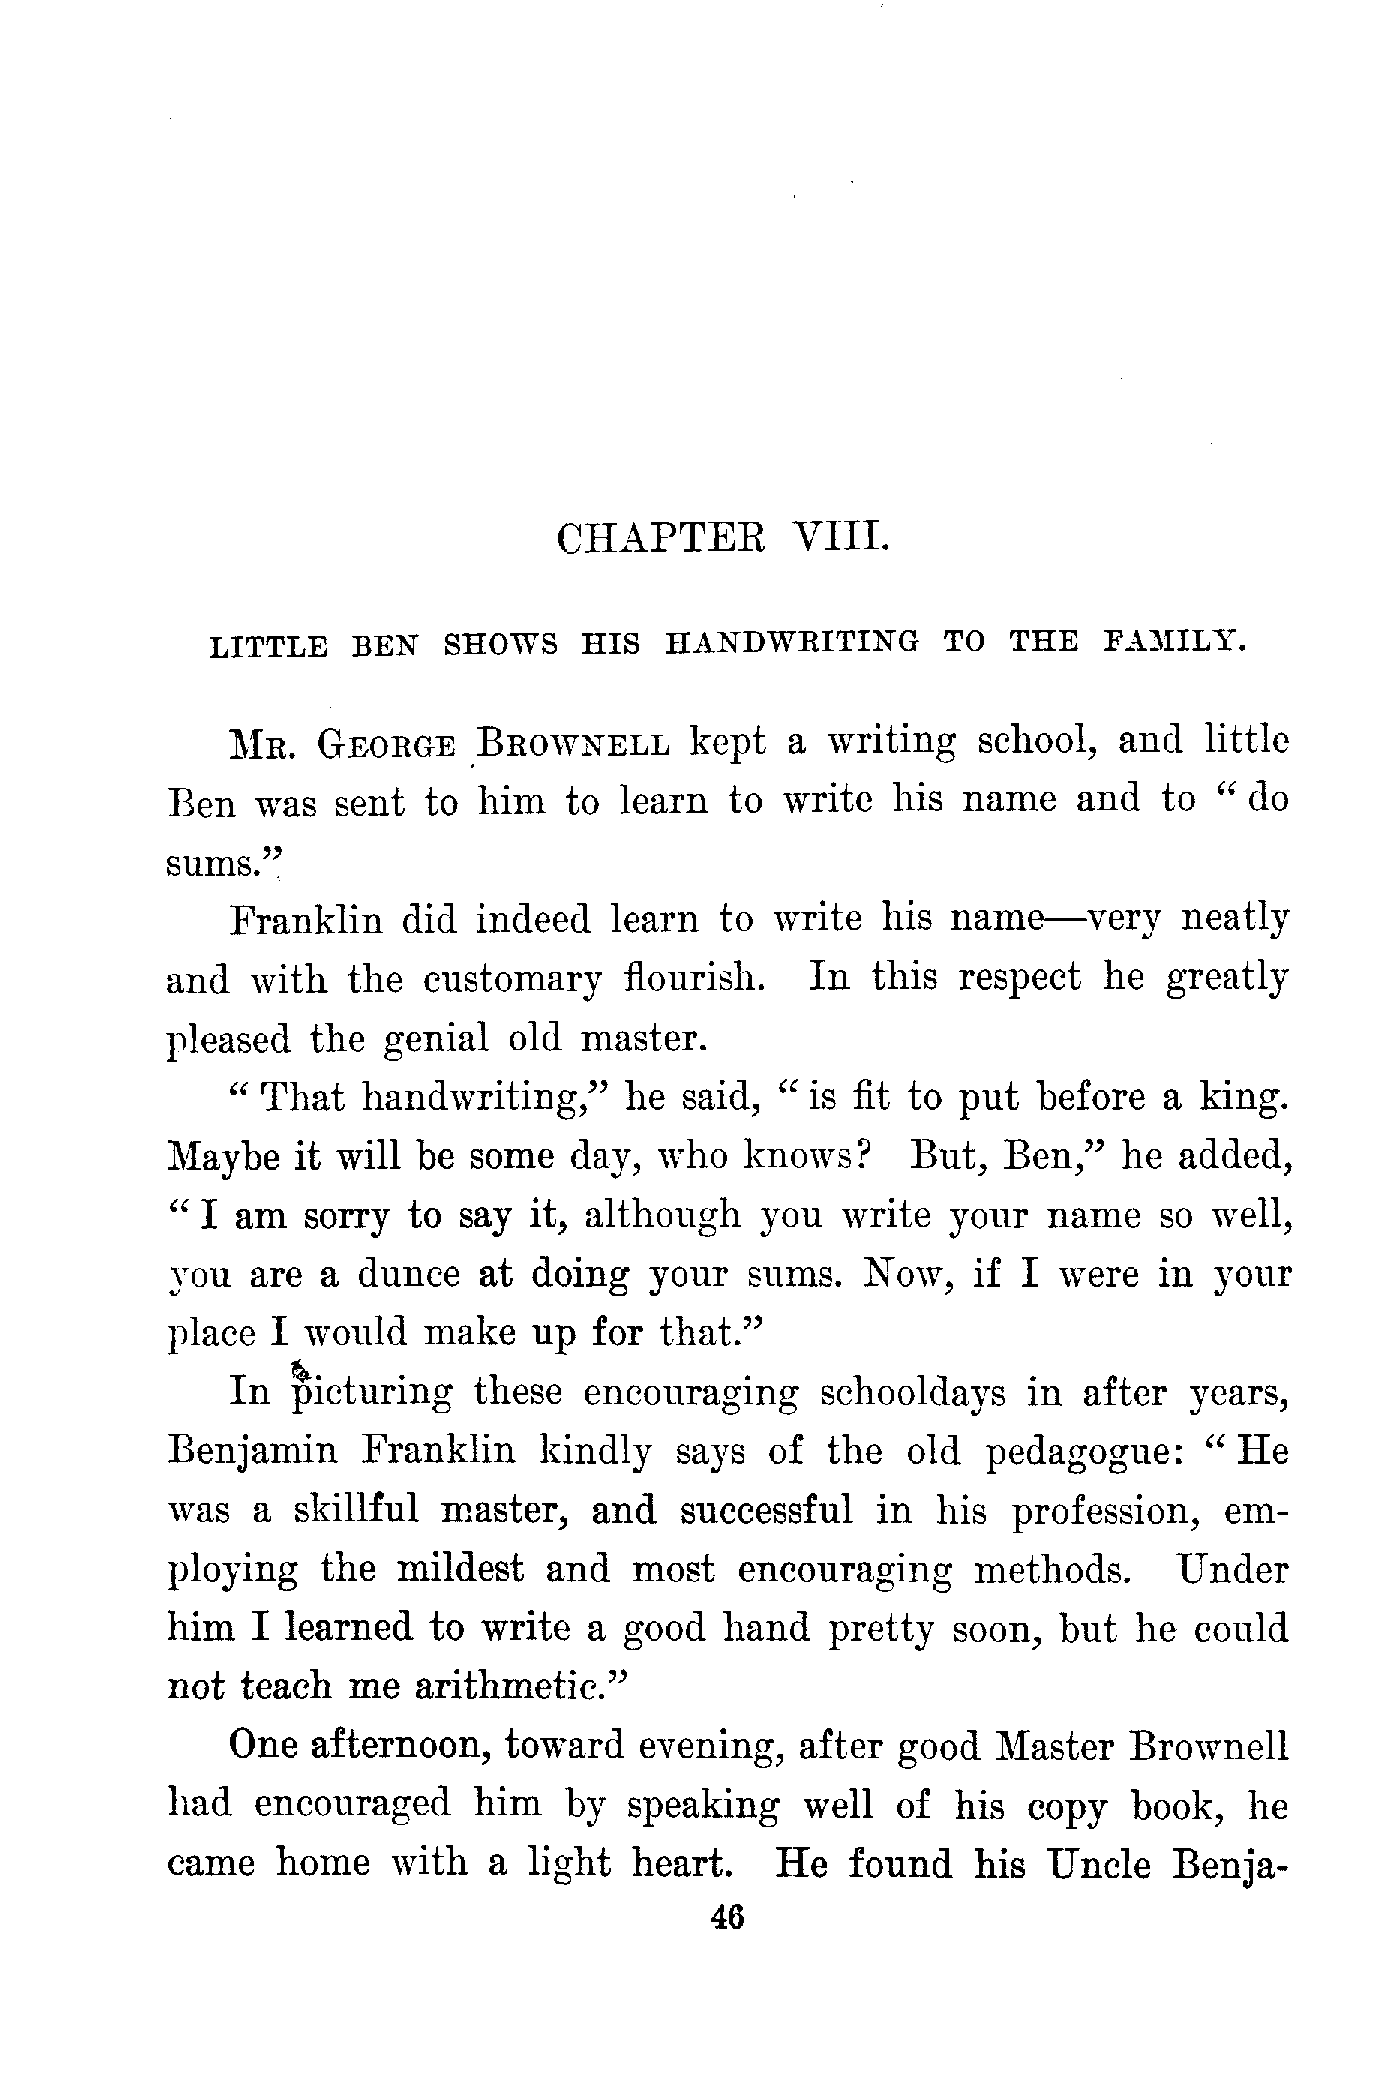 CHAPTER VIII.
LITTLE BEN SHOWS HIS HANDWRITING TO THE FAMILY.
MR. GEORGE BROWNELL kept a writing school, and little
Ben was sent to him to learn to write his name and to “ do
sums.”
Franklin did indeed learn to write his name—very neatly
and with the customary flourish. In this respect he greatly
pleased the genial old master.
“ That handwriting,” he said, “ is fit to put before a king.
Maybe it will be some day, who knows? But, Ben,” he added,
“ I am sorry to say it, although you write your name so well,
you are a dunce at doing your sums. Now, if I were in your
place I would make up for that.”
In picturing these encouraging schooldays in after years,
Benjamin Franklin kindly says of the old pedagogue: “ He
was a skillful master, and successful in his profession, em-
ploying the mildest and most encouraging methods. Under
him I learned to write a good hand pretty soon, but he could
not teach me arithmetic.”
One afternoon, toward evening, after good Master Brownell
had encouraged him by speaking well of his copy book, he
came home with a light heart. He found his Uncle Benja-
46